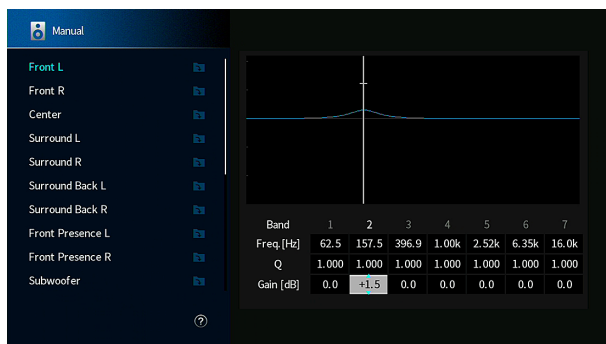 Manual
Front L
Front R
Center
Surround L
Surround R
Surround Back L
Surround Back R
Front Presence L
Front Presence R
Subwoofer
?
Band 1 2 3 4 5 6 7
Freq.[Hz] 62.5 157.5 396.9 1.00k 2.52k 6.35k 16.0k
Q 1.000 1.000 1.000 1.000 1.000 1.000 1.000
Gain [dB] 0.0 +1.5 0.0 0.0 0.0 0.0 0.0